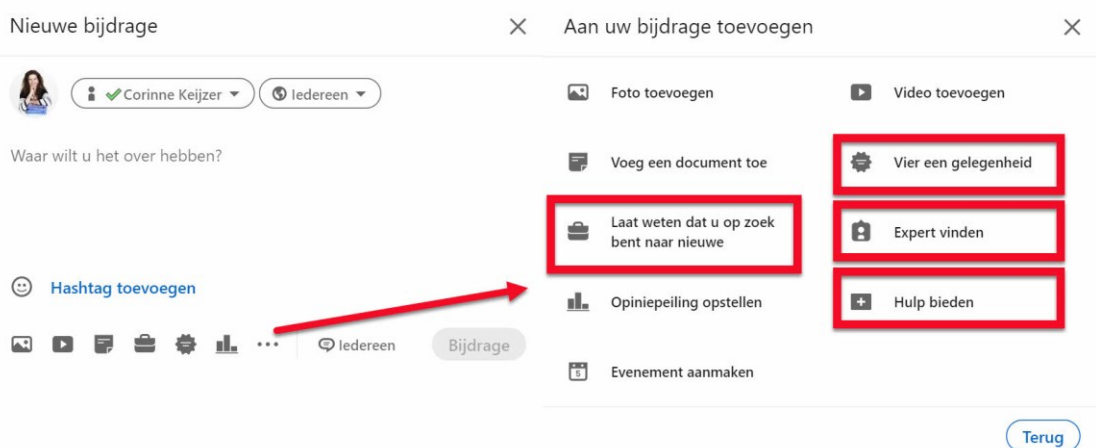 Nieuwe bijdrage
Corinne Keijzer
Iedereen
Waar wilt u het over hebben?
Hashtag toevoegen
Iedereen
Bijdrage
Aan uw bijdrage toevoegen
Foto toevoegen
Video toevoegen
Voeg een document toe
Vier een gelegenheid
Laat weten dat u op zoek
bent naar nieuwe
Expert vinden
Opiniepeiling opstellen
Hulp bieden
5
Evenement aanmaken
Terug